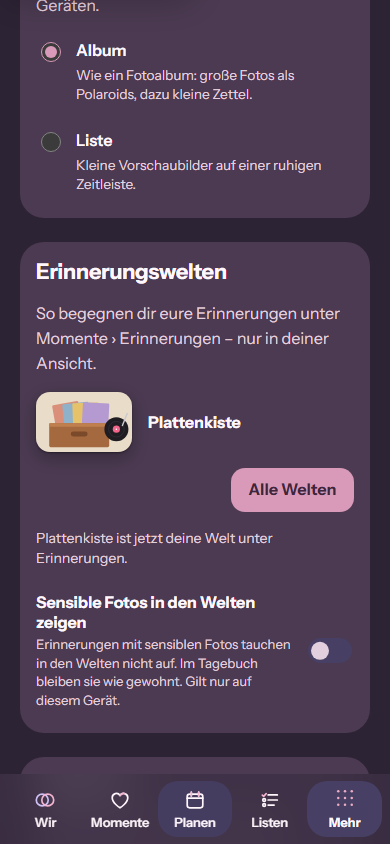 Geräten.
Album
Wie ein Fotoalbum: große Fotos als
Polaroids, dazu kleine Zettel.
Liste
Kleine Vorschaubilder auf einer ruhigen
Zeitleiste.
Erinnerungswelten
So begegnen dir eure Erinnerungen unter
Momente › Erinnerungen – nur in deiner
Ansicht.
Plattenkiste
Alle Welten
Plattenkiste ist jetzt deine Welt unter
Erinnerungen.
Sensible Fotos in den Welten
zeigen
Erinnerungen mit sensiblen Fotos tauchen
in den Welten nicht auf. Im Tagebuch
bleiben sie wie gewohnt. Gilt nur auf
diesem Gerät.
Wir
Momente
Planen
Listen
Mehr